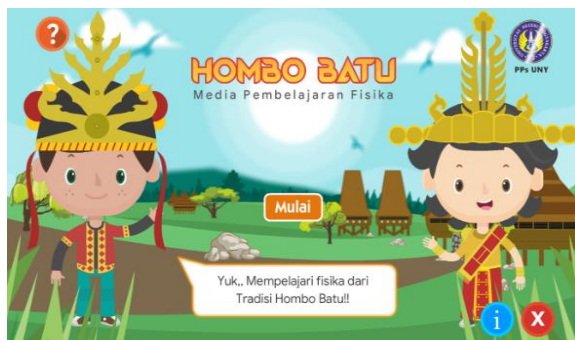 ?
HOMBO BATU
Media Pembelajaran Fisika
PPs UNY
Mulai
Yuk,, Mempelajari fisika dari
Tradisi Hombo Batu!!
i
X